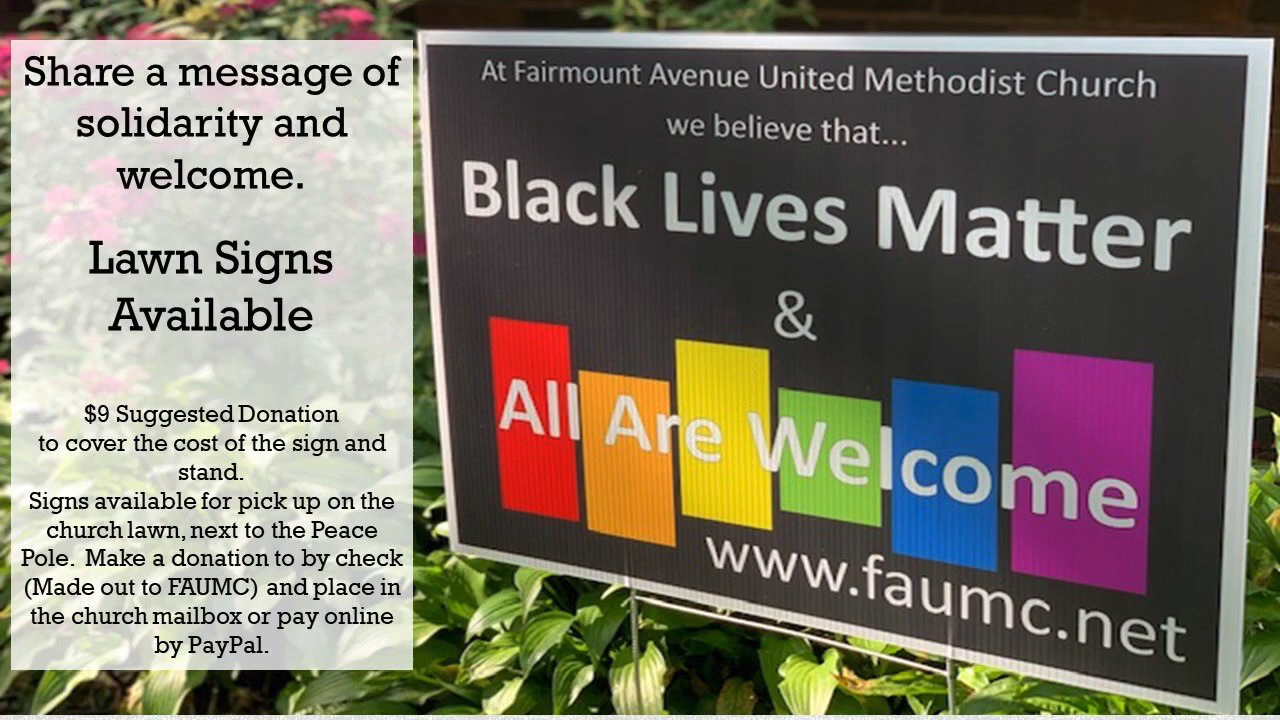 Share a message of
solidarity and
welcome.
Lawn Signs
Available
$9 Suggested Donation
to cover the cost of the sign and
stand.
Signs available for pick up on the
church lawn, next to the Peace
Pole.  Make a donation to by check
(Made out to FAUMC) and place in
the church mailbox or pay online
by PayPal.
At Fairmount Avenue United Methodist Church
we believe that...
Black Lives Matter
&
All Are Welcome
www.faumc.net